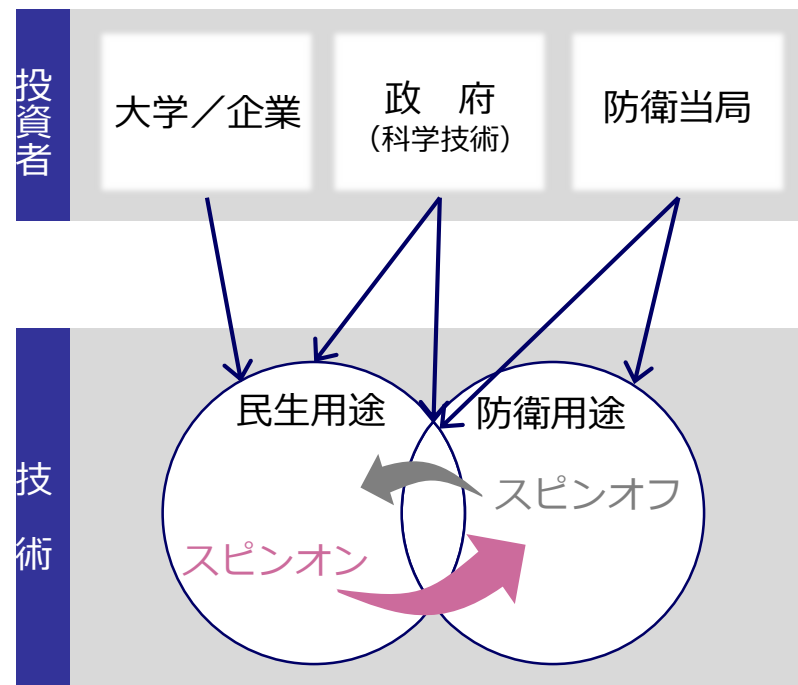 投資者
大学／企業
政　府
（科学技術）
防衛当局
技　術
民生用途
防衛用途
スピンオフ
スピンオン